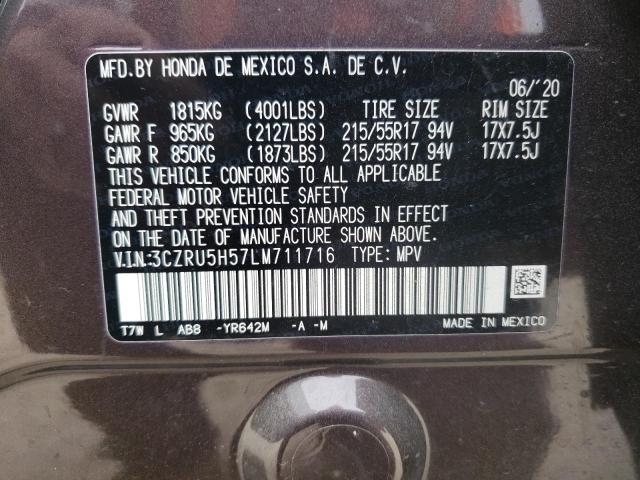 MFD.BY HONDA DE MEXICO S.A. DE C.V.
06/'20
GVWR 1815KG (4001LBS) TIRE SIZE RIM SIZE
GAWR F 965KG (2127LBS) 215/55R17 94V 17X7.5J
GAWR R 850KG (1873LBS) 215/55R17 94V 17X7.5J
THIS VEHICLE CONFORMS TO ALL APPLICABLE
FEDERAL MOTOR VEHICLE SAFETY
AND THEFT PREVENTION STANDARDS IN EFFECT
ON THE DATE OF MANUFACTURE SHOWN ABOVE.
V.I.N:3CZRU5H57LM711716 TYPE: MPV
T7W L AB8 -YR642M -A -M MADE IN MEXICO